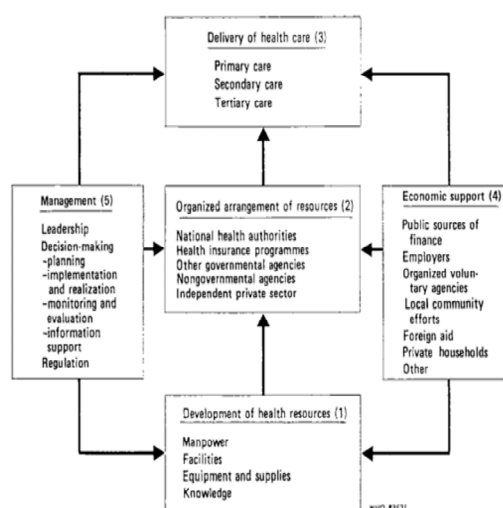 Delivery of health care (3)
Primary care
Secondary care
Tertiary care
Management (5)
Leadership
Decision-making
-planning
-implementation
and realization
-monitoring and
evaluation
-information
support
Regulation
Organized arrangement of resources (2)
National health authorities
Health insurance programmes
Other governmental agencies
Nongovernmental agencies
Independent private sector
Economic support (4)
Public sources of
finance
Employers
Organized volun-
tary agencies
Local community
efforts
Foreign aid
Private households
Other
Development of health resources (1)
Manpower
Facilities
Equipment and supplies
Knowledge